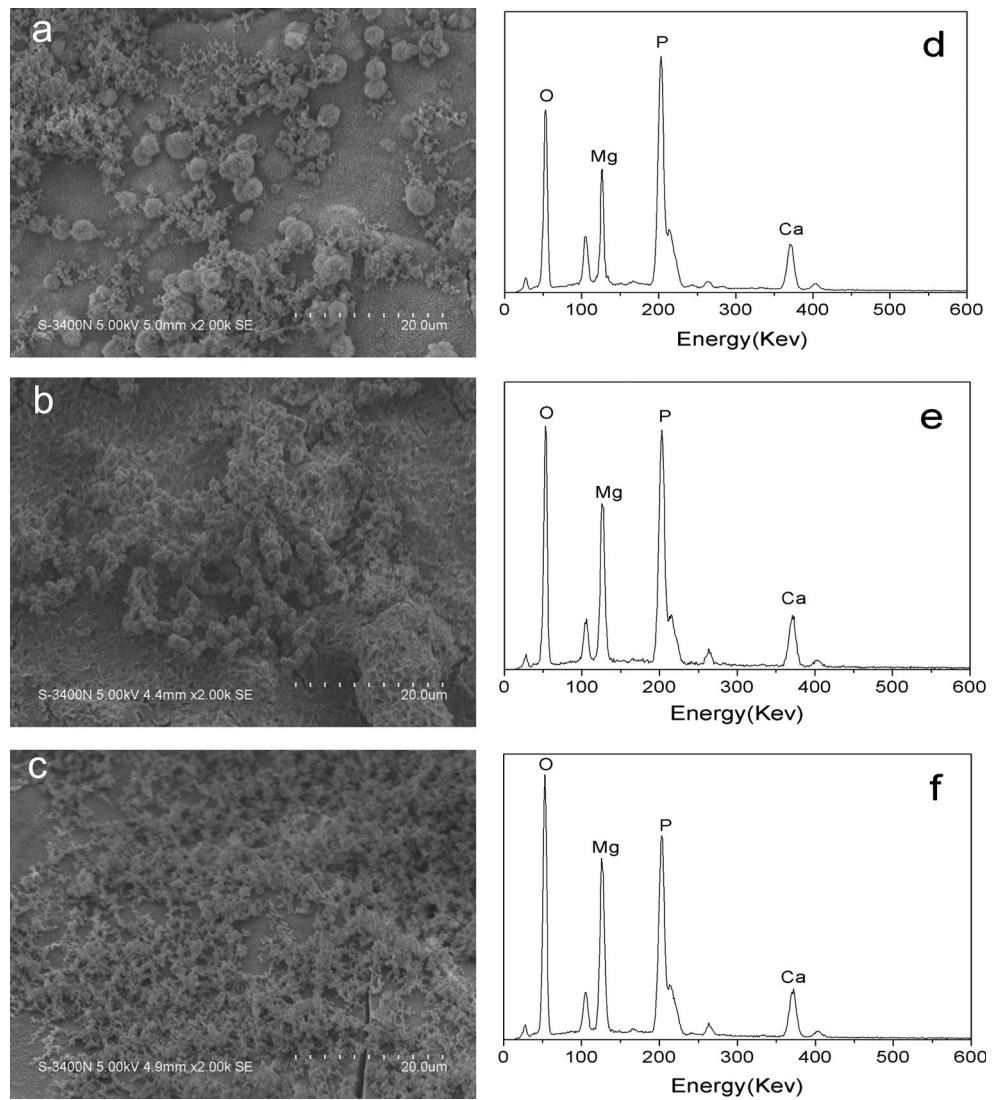 a
S-3400N 5.00kV 5.0mm x2.00k SE 20.0um
d
P
O
Mg
Ca
0 100 200 300 400 500 600
Energy(Kev)
b
S-3400N 5.00kV 4.4mm x2.00k SE 20.0um
e
O
P
Mg
Ca
0 100 200 300 400 500 600
Energy(Kev)
c
S-3400N 5.00kV 4.9mm x2.00k SE 20.0um
f
O
P
Mg
Ca
0 100 200 300 400 500 600
Energy(Kev)